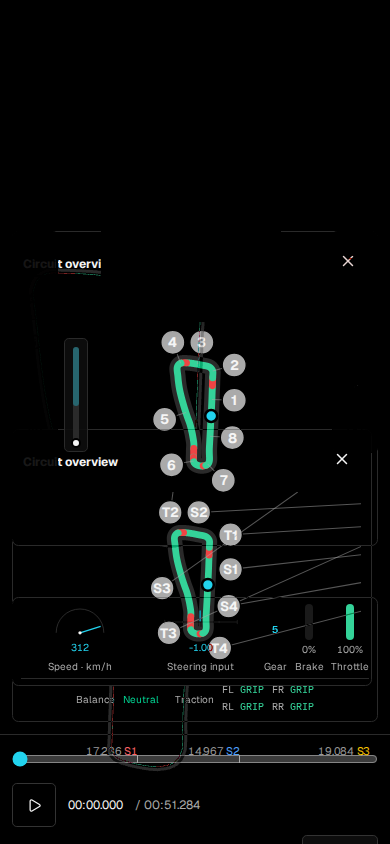 Circuit overvi
4 3
2
1
5
8
6
7
Circuit overview
T2 S2
T1
S1
S3
S4
T3
T4
312
-1.00
5
0% 100%
Speed · km/h Steering input Gear Brake Throttle
FL GRIP FR GRIP
Balance Neutral Traction
RL GRIP RR GRIP
S1 14.967 S2 19.084 S3
00:00.000 / 00:51.284